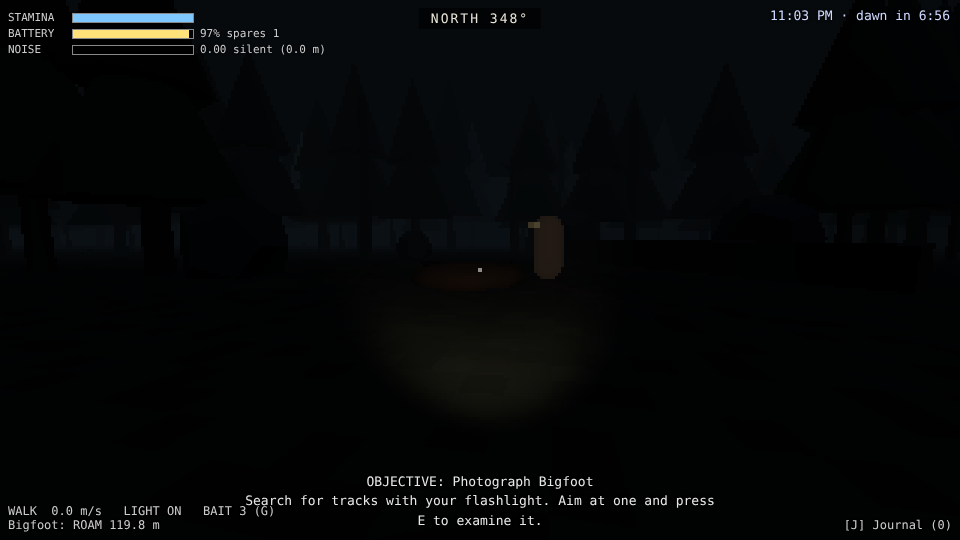 STAMINA
BATTERY 97% spares 1
NOISE 0.00 silent (0.0 m)
NORTH 348°
11:03 PM · dawn in 6:56
OBJECTIVE: Photograph Bigfoot
Search for tracks with your flashlight. Aim at one and press
E to examine it.
WALK 0.0 m/s LIGHT ON BAIT 3 (G)
Bigfoot: ROAM 119.8 m
[J] Journal (0)